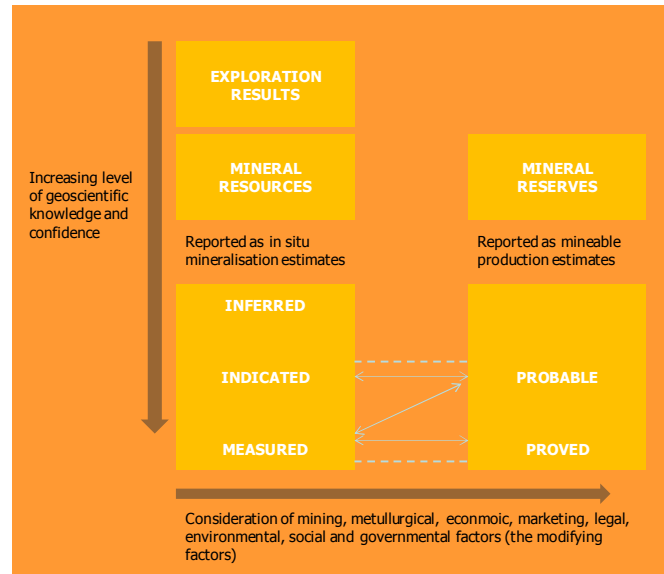 EXPLORATION
RESULTS
Increasing level
of geoscientific
knowledge and
confidence
MINERAL
RESOURCES
MINERAL
RESERVES
Reported as in situ
mineralisation estimates
Reported as mineable
production estimates
INFERRED
INDICATED
PROBABLE
MEASURED
PROVED
Consideration of mining, metullurgical, econmoic, marketing, legal,
environmental, social and governmental factors (the modifying
factors)